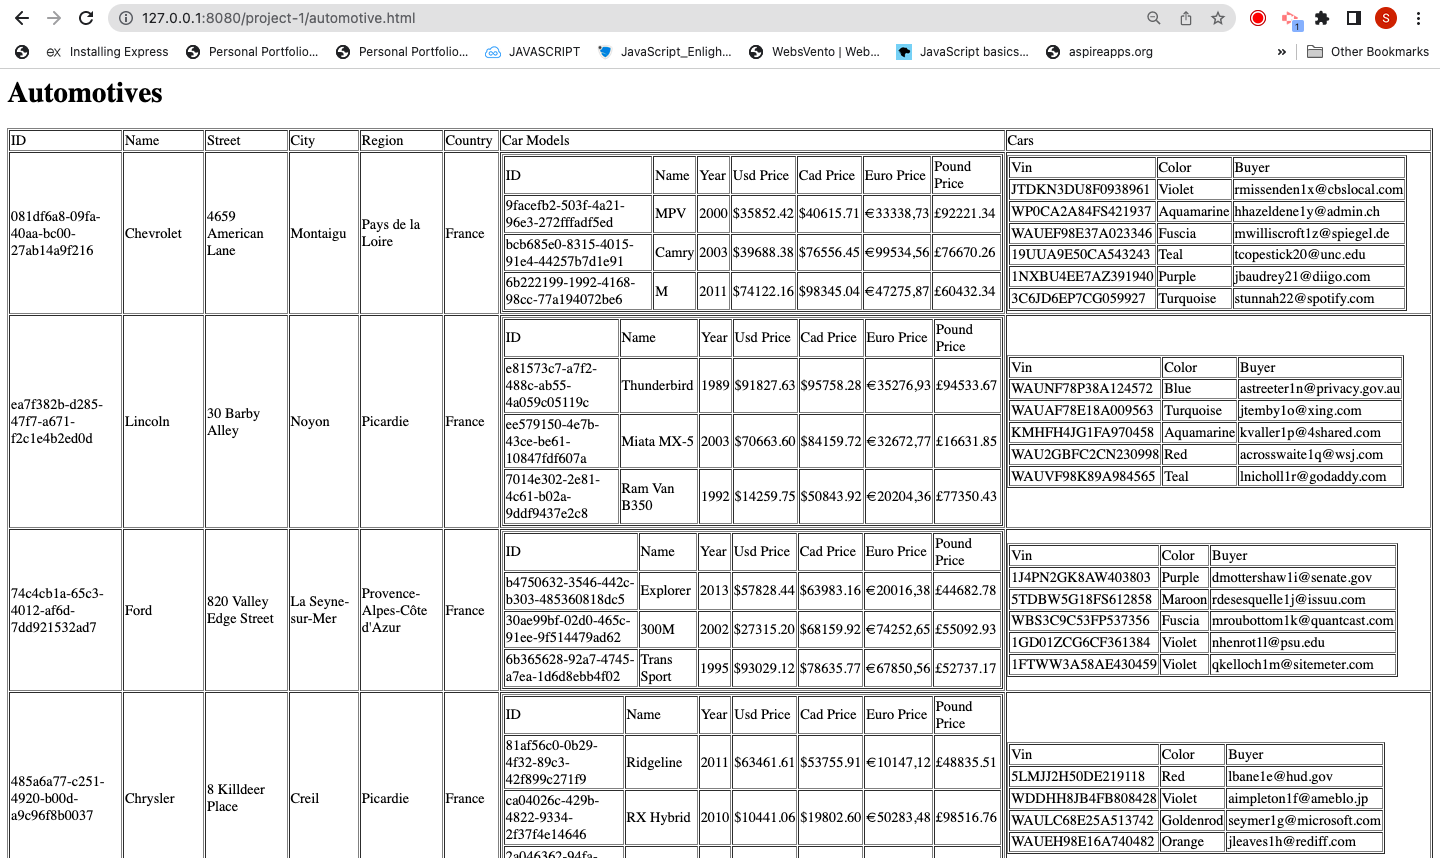 127.0.0.1:8080/project-1/automotive.html
S
1
ex Installing Express Personal Portfolio... Personal Portfolio... JAVASCRIPT JavaScript_Enligh... WebsVento | Web... JavaScript basics... aspireapps.org » Other Bookmarks
Automotives
ID Name Street City Region Country Car Models Cars
081df6a8-09fa-
40aa-bc00-
27ab14a9f216
Chevrolet
4659
American
Lane
Montaigu
Pays de la
Loire
France
ID Name Year Usd Price Cad Price Euro Price Pound
Price
9facefb2-503f-4a21-
96e3-272fffadf5ed
MPV 2000 $35852.42 $40615.71 €33338,73 £92221.34
bcb685e0-8315-4015-
91e4-44257b7d1e91
Camry 2003 $39688.38 $76556.45 €99534,56 £76670.26
6b222199-1992-4168-
98cc-77a194072be6
M 2011 $74122.16 $98345.04 €47275,87 £60432.34
Vin Color Buyer
JTDKN3DU8F0938961 Violet rmissenden1x@cbslocal.com
WP0CA2A84FS421937 Aquamarine hhazeldene1y@admin.ch
WAUEF98E37A023346 Fuscia mwilliscroft1z@spiegel.de
19UUA9E50CA543243 Teal tcopestick20@unc.edu
1NXBU4EE7AZ391940 Purple jbaudrey21@diigo.com
3C6JD6EP7CG059927 Turquoise stunnah22@spotify.com
ea7f382b-d285-
47f7-a671-
f2c1e4b2ed0d
Lincoln
30 Barby
Alley
Noyon
Picardie
France
ID Name Year Usd Price Cad Price Euro Price Pound
Price
e81573c7-a7f2-
488c-ab55-
4a059c05119c
Thunderbird 1989 $91827.63 $95758.28 €35276,93 £94533.67
ee579150-4e7b-
43ce-be61-
10847fdf607a
Miata MX-5 2003 $70663.60 $84159.72 €32672,77 £16631.85
7014e302-2e81-
4c61-b02a-
9ddf9437e2c8
Ram Van
B350
1992 $14259.75 $50843.92 €20204,36 £77350.43
Vin Color Buyer
WAUNF78P38A124572 Blue astreeter1n@privacy.gov.au
WAUAF78E18A009563 Turquoise jtemby1o@xing.com
KMHFH4JG1FA970458 Aquamarine kvaller1p@4shared.com
WAU2GBFC2CN230998 Red acrosswaite1q@wsj.com
WAUVF98K89A984565 Teal lnicholl1r@godaddy.com
74c4cb1a-65c3-
4012-af6d-
7dd921532ad7
Ford
820 Valley
Edge Street
La Seyne-
sur-Mer
Provence-
Alpes-Côte
d'Azur
France
ID Name Year Usd Price Cad Price Euro Price Pound
Price
b4750632-3546-442c-
b303-485360818dc5
Explorer 2013 $57828.44 $63983.16 €20016,38 £44682.78
30ae99bf-02d0-465c-
91ee-9f514479ad62
300M 2002 $27315.20 $68159.92 €74252,65 £55092.93
6b365628-92a7-4745-
a7ea-1d6d8ebb4f02
Trans
Sport
1995 $93029.12 $78635.77 €67850,56 £52737.17
Vin Color Buyer
1J4PN2GK8AW403803 Purple dmottershaw1i@senate.gov
5TDBW5G18FS612858 Maroon rdesesquelle1j@issuu.com
WBS3C9C53FP537356 Fuscia mroubottom1k@quantcast.com
1GD01ZCG6CF361384 Violet nhenrot1l@psu.edu
1FTWW3A58AE430459 Violet qkelloch1m@sitemeter.com
485a6a77-c251-
4920-b00d-
a9c96f8b0037
Chrysler
8 Killdeer
Place
Creil
Picardie
France
ID Name Year Usd Price Cad Price Euro Price Pound
Price
81af56c0-0b29-
4f32-89c3-
42f899c271f9
Ridgeline 2011 $63461.61 $53755.91 €10147,12 £48835.51
ca04026c-429b-
4822-9334-
2f37f4e14646
RX Hybrid 2010 $10441.06 $19802.60 €50283,48 £98516.76
2a046362-94fa-
Vin Color Buyer
5LMJJ2H50DE219118 Red lbane1e@hud.gov
WDDHH8JB4FB808428 Violet aimpleton1f@ameblo.jp
WAULC68E25A513742 Goldenrod seymer1g@microsoft.com
WAUEH98E16A740482 Orange jleaves1h@rediff.com